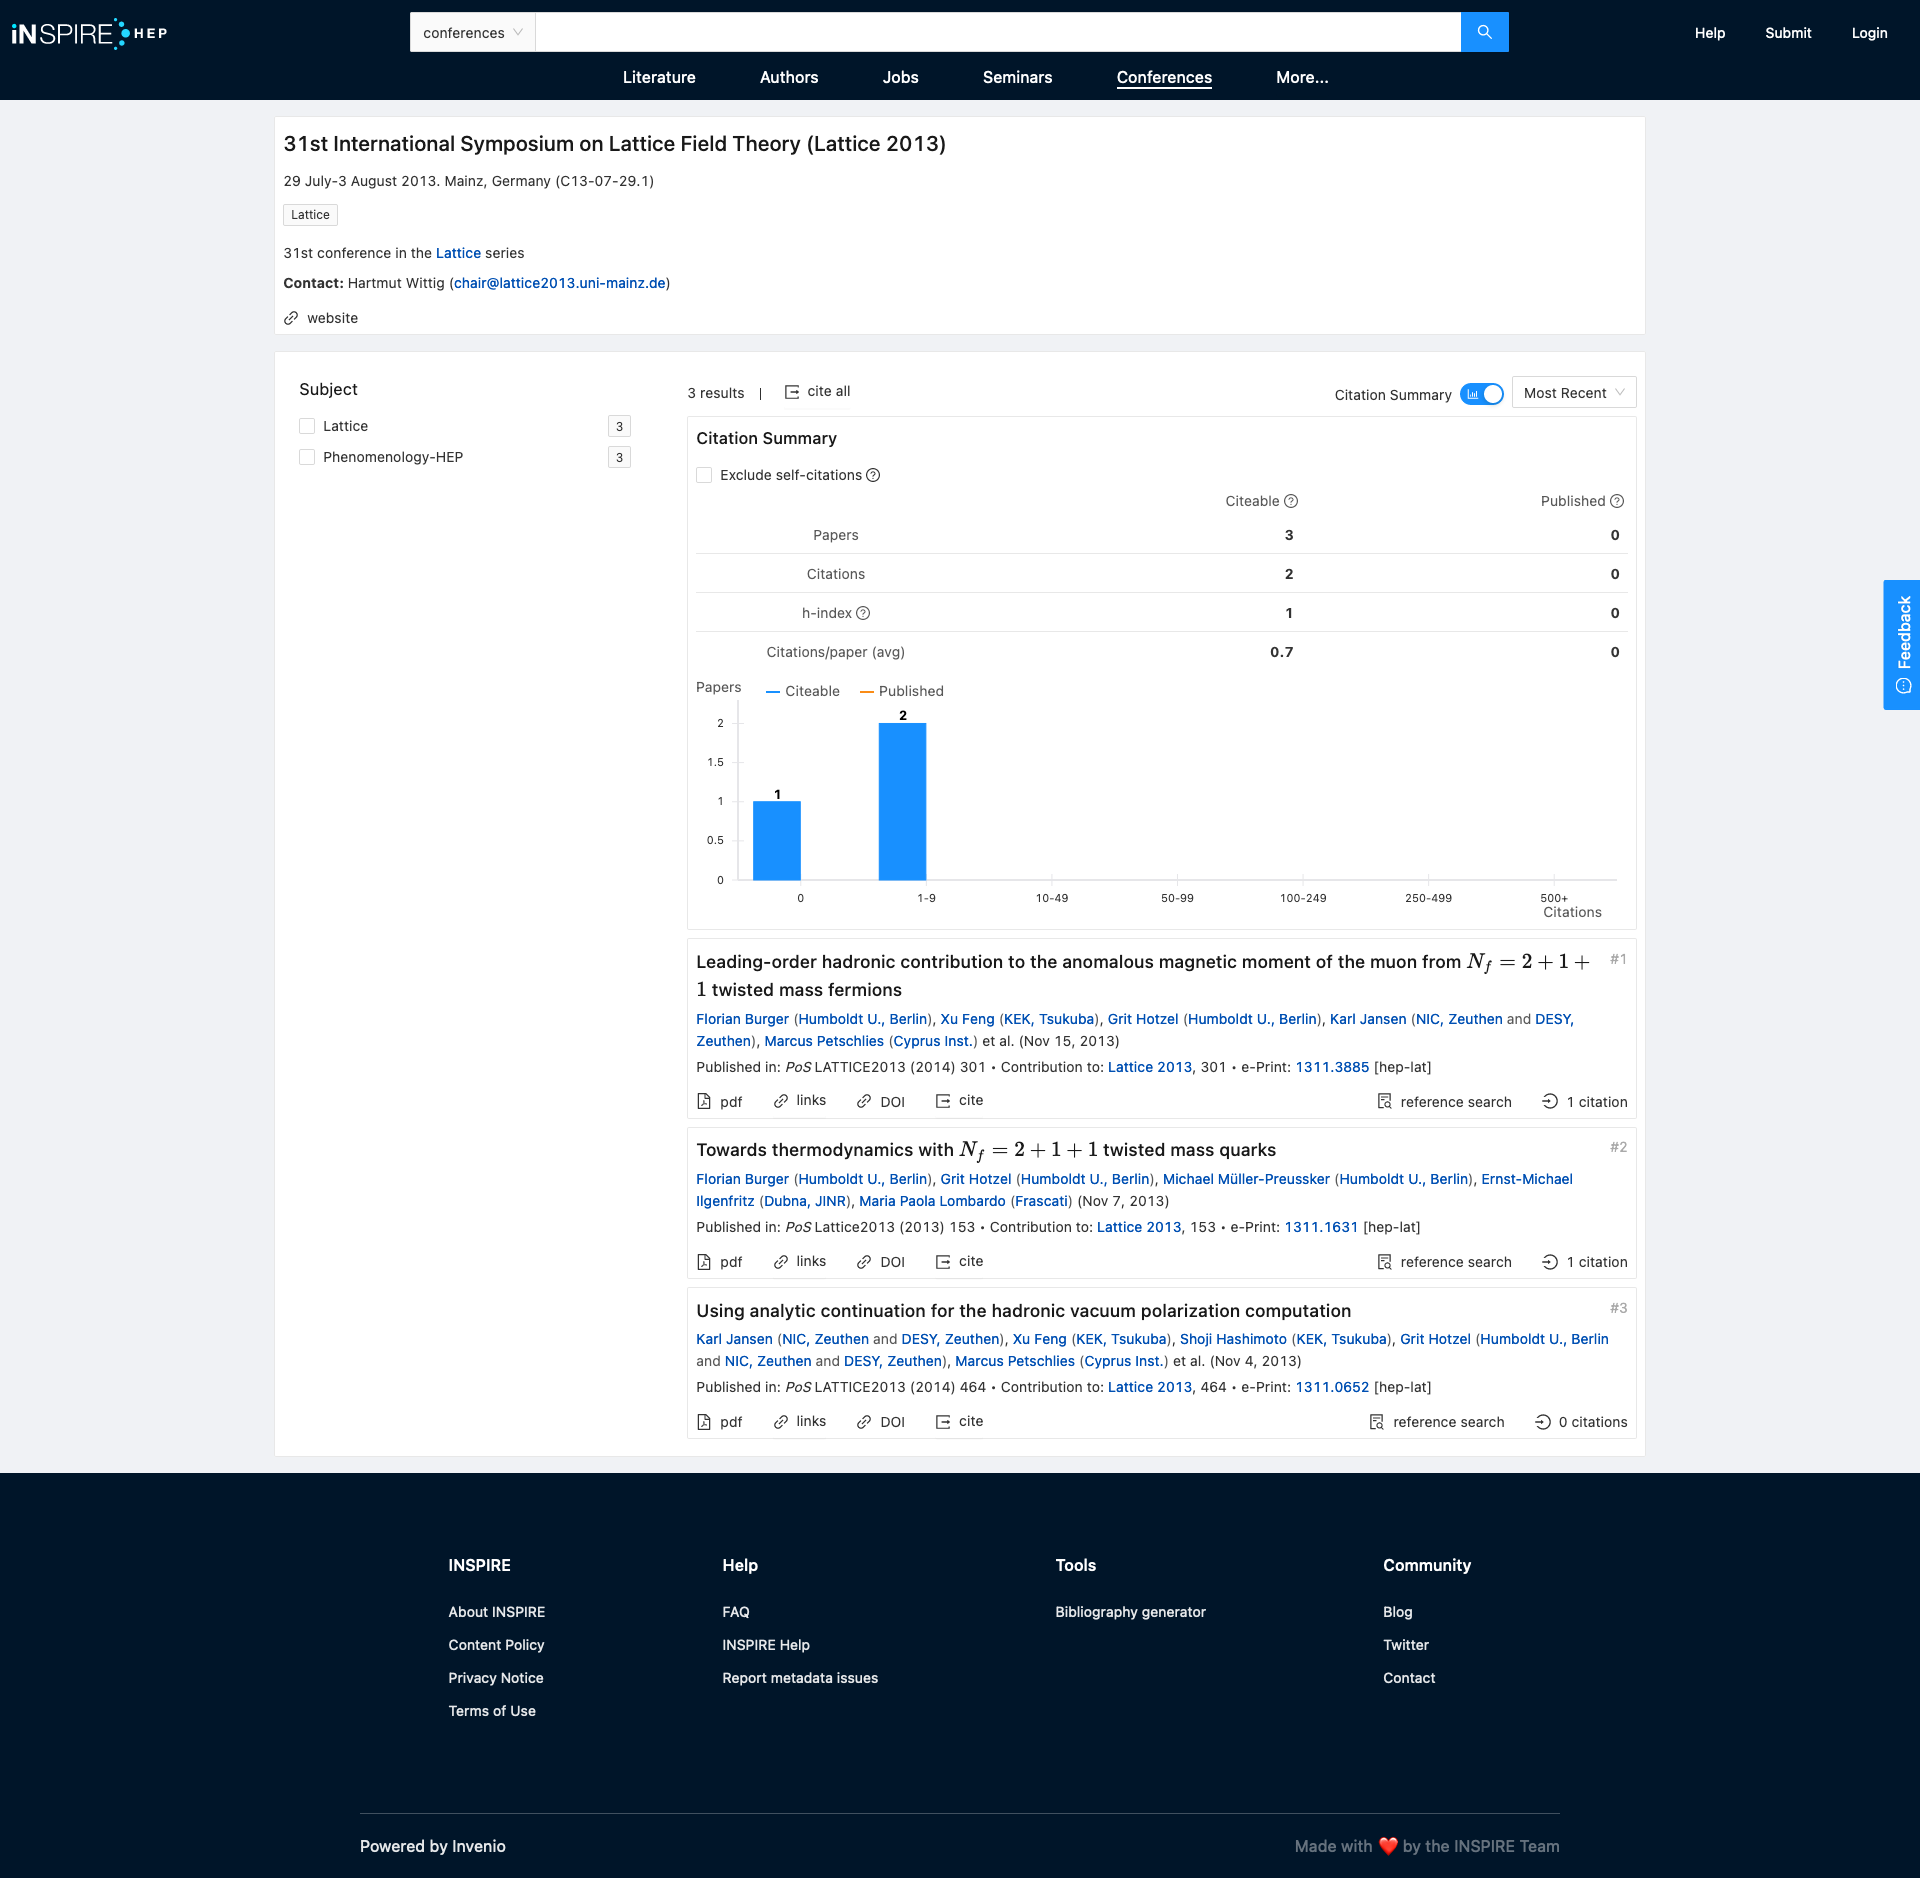 INSPIRE HEP
conferences
Help
Submit
Login
Literature
Authors
Jobs
Seminars
Conferences
More...
31st International Symposium on Lattice Field Theory (Lattice 2013)
29 July-3 August 2013. Mainz, Germany (C13-07-29.1)
Lattice
31st conference in the Lattice series
Contact: Hartmut Wittig (chair@lattice2013.uni-mainz.de)
website
Subject
Lattice 3
Phenomenology-HEP 3
3 results | cite all
Citation Summary
Most Recent
Citation Summary
Exclude self-citations
Citeable Published
Papers 3 0
Citations 2 0
h-index 1 0
Citations/paper (avg) 0.7 0
Papers
Citeable Published
2
1.5
1
0.5
0
1
2
0 1-9 10-49 50-99 100-249 250-499 500+
Citations
Leading-order hadronic contribution to the anomalous magnetic moment of the muon from N_f = 2 + 1 + #1
1 twisted mass fermions
Florian Burger (Humboldt U., Berlin), Xu Feng (KEK, Tsukuba), Grit Hotzel (Humboldt U., Berlin), Karl Jansen (NIC, Zeuthen and DESY,
Zeuthen), Marcus Petschlies (Cyprus Inst.) et al. (Nov 15, 2013)
Published in: PoS LATTICE2013 (2014) 301 • Contribution to: Lattice 2013, 301 • e-Print: 1311.3885 [hep-lat]
pdf links DOI cite reference search 1 citation
Towards thermodynamics with N_f = 2 + 1 + 1 twisted mass quarks #2
Florian Burger (Humboldt U., Berlin), Grit Hotzel (Humboldt U., Berlin), Michael Müller-Preussker (Humboldt U., Berlin), Ernst-Michael
Ilgenfritz (Dubna, JINR), Maria Paola Lombardo (Frascati) (Nov 7, 2013)
Published in: PoS Lattice2013 (2013) 153 • Contribution to: Lattice 2013, 153 • e-Print: 1311.1631 [hep-lat]
pdf links DOI cite reference search 1 citation
Using analytic continuation for the hadronic vacuum polarization computation #3
Karl Jansen (NIC, Zeuthen and DESY, Zeuthen), Xu Feng (KEK, Tsukuba), Shoji Hashimoto (KEK, Tsukuba), Grit Hotzel (Humboldt U., Berlin
and NIC, Zeuthen and DESY, Zeuthen), Marcus Petschlies (Cyprus Inst.) et al. (Nov 4, 2013)
Published in: PoS LATTICE2013 (2014) 464 • Contribution to: Lattice 2013, 464 • e-Print: 1311.0652 [hep-lat]
pdf links DOI cite reference search 0 citations
Feedback
INSPIRE
About INSPIRE
Content Policy
Privacy Notice
Terms of Use
Help
FAQ
INSPIRE Help
Report metadata issues
Tools
Bibliography generator
Community
Blog
Twitter
Contact
Powered by Invenio
Made with ❤️ by the INSPIRE Team